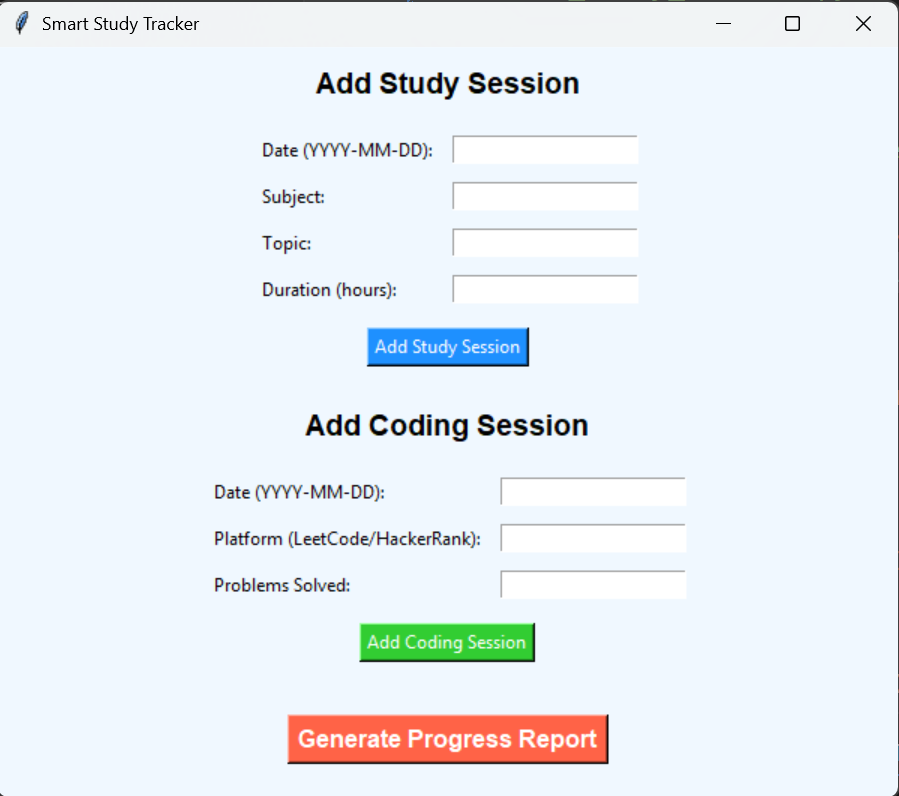 Smart Study Tracker
Add Study Session
Date (YYYY-MM-DD):
Subject:
Topic:
Duration (hours):
Add Study Session
Add Coding Session
Date (YYYY-MM-DD):
Platform (LeetCode/HackerRank):
Problems Solved:
Add Coding Session
Generate Progress Report